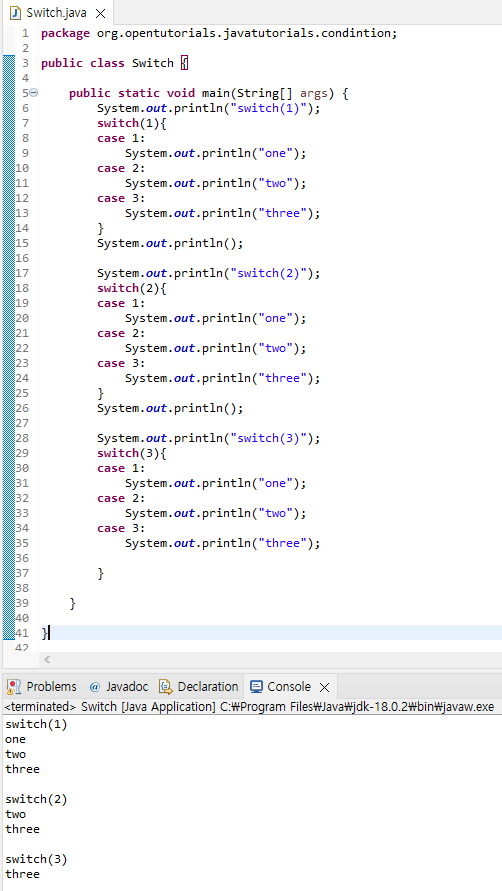 Switch.java
1 package org.opentutorials.javatutorials.condintion;
2
3 public class Switch {
4
5 public static void main(String[] args) {
6 System.out.println("switch(1)");
7 switch(1){
8 case 1:
9 System.out.println("one");
10 case 2:
11 System.out.println("two");
12 case 3:
13 System.out.println("three");
14 }
15 System.out.println();
16
17 System.out.println("switch(2)");
18 switch(2){
19 case 1:
20 System.out.println("one");
21 case 2:
22 System.out.println("two");
23 case 3:
24 System.out.println("three");
25 }
26 System.out.println();
27
28 System.out.println("switch(3)");
29 switch(3){
30 case 1:
31 System.out.println("one");
32 case 2:
33 System.out.println("two");
34 case 3:
35 System.out.println("three");
36
37 }
38
39 }
40
41 }
42
Problems @ Javadoc Declaration Console
<terminated> Switch [Java Application] C:₩Program Files₩Java₩jdk-18.0.2₩bin₩javaw.exe
switch(1)
one
two
three

switch(2)
two
three

switch(3)
three